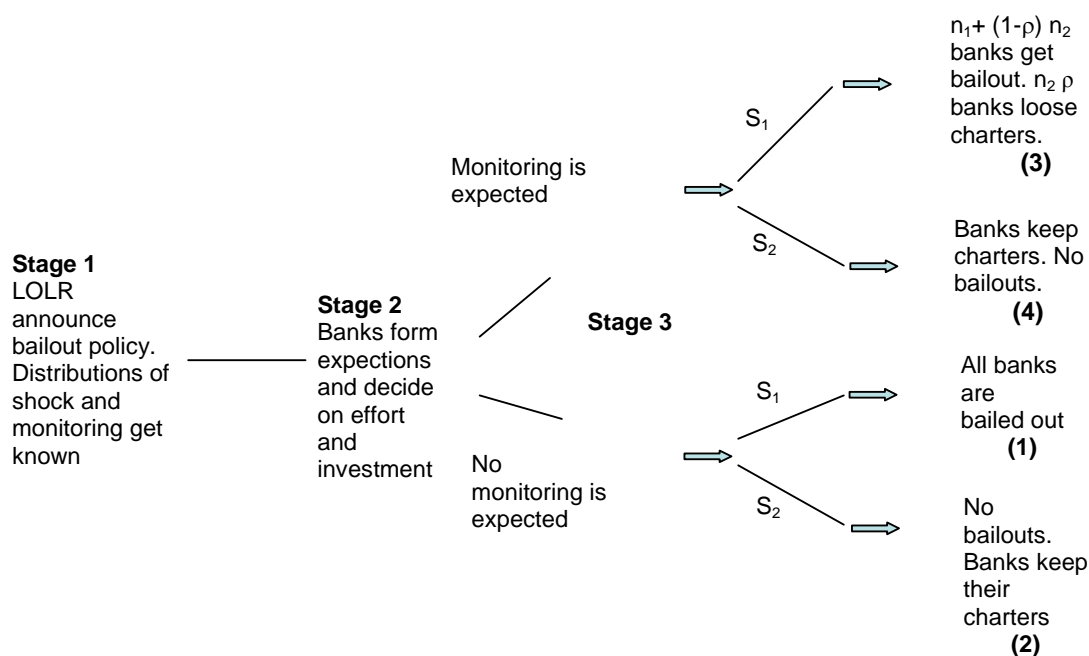 Stage 1
LOLR
announce
bailout policy.
Distributions of
shock and
monitoring get
known
Stage 2
Banks form
expections
and decide
on effort
and
investment
Monitoring is
expected
Stage 3
No
monitoring is
expected
S₁
S₂
S₁
S₂
n₁+ (1-ρ) n₂
banks get
bailout. n₂ ρ
banks loose
charters.
(3)
Banks keep
charters. No
bailouts.
(4)
All banks
are
bailed out
(1)
No
bailouts.
Banks keep
their
charters
(2)